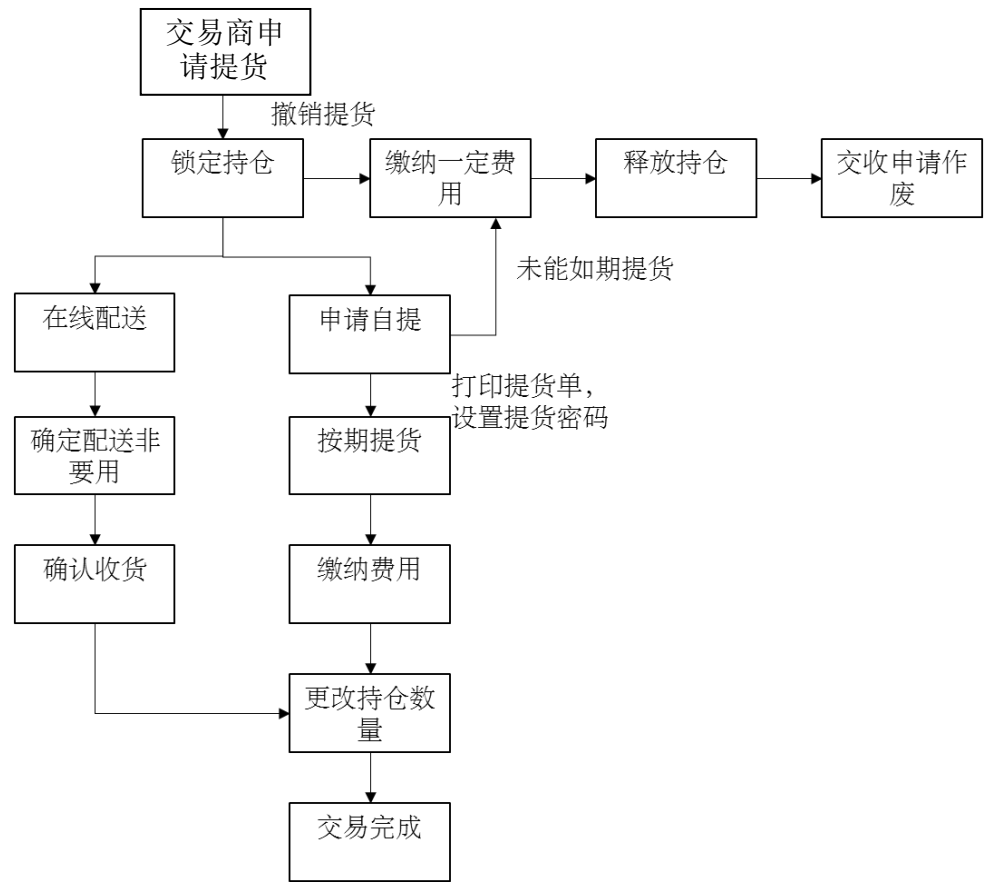 交易商申
请提货
撤销提货
锁定持仓
缴纳一定费
用
释放持仓
交收申请作
废
未能如期提货
在线配送
申请自提
打印提货单，
设置提货密码
确定配送非
要用
按期提货
确认收货
缴纳费用
更改持仓数
量
交易完成